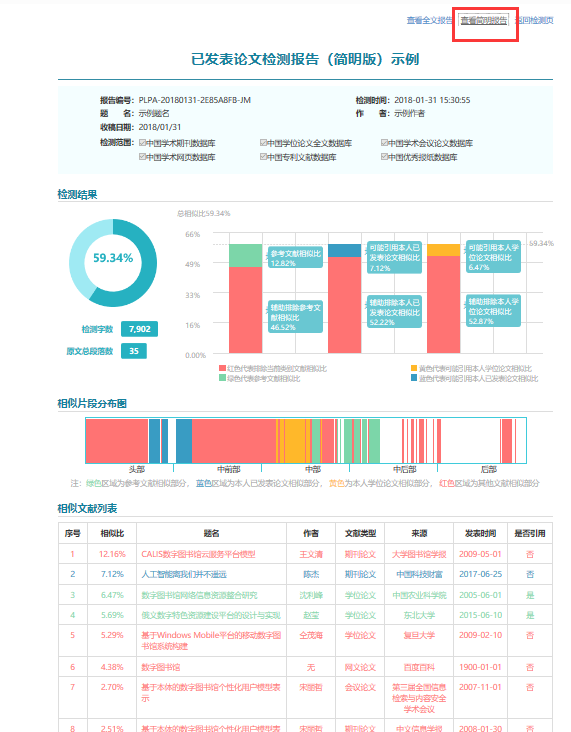 查看全文报告 查看简明报告 返回检测页
已发表论文检测报告（简明版）示例
报告编号：PLPA-20180131-2E85A8FB-JM 检测时间：2018-01-31 15:30:55
题　　名：示例题名 作　　者：示例作者
收稿日期：2018/01/31
检测范围：中国学术期刊数据库 中国学位论文全文数据库 中国学术会议论文数据库
中国学术网页数据库 中国专利文献数据库 中国优秀报纸数据库
检测结果
总相似比59.34%
66%
49%
33%
16%
0.00%
59.34%
59.34%
检测字数 7,902
原文总段落数 35
参考文献相似比
12.82%
辅助排除参考文
献相似比
46.52%
可能引用本人已
发表论文相似比
7.12%
辅助排除本人已
发表论文相似比
52.22%
可能引用本人学
位论文相似比
6.47%
辅助排除本人学
位论文相似比
52.87%
红色代表排除当前类别文献相似比 黄色代表可能引用本人学位论文相似比
绿色代表参考文献相似比 蓝色代表可能引用本人已发表论文相似比
相似片段分布图
头部 中前部 中部 中后部 后部
注：绿色区域为参考文献相似部分， 蓝色区域为本人已发表论文相似部分， 黄色为本人学位论文相似部分， 红色区域为其他文献相似部分
相似文献列表
序号 相似比 题名 作者 文献类型 来源 发表时间 是否引用
1 12.16% CALIS数字图书馆云服务平台模型 王文清 期刊论文 大学图书馆学报 2009-05-01 否
2 7.12% 人工智能离我们并不遥远 陈杰 期刊论文 中国科技财富 2017-06-25 否
3 6.47% 数字图书馆网络信息资源整合研究 沈利峰 学位论文 中国农业科学院 2005-06-01 是
4 5.69% 俄文数字特色资源建设平台的设计与实现 赵莹 学位论文 东北大学 2015-06-10 是
5 5.29% 基于Windows Mobile平台的移动数字图
书馆系统构建 仝茂海 学位论文 复旦大学 2009-02-10 否
6 4.38% 数字图书馆 无 网文论文 百度百科 1900-01-01 否
7 2.70% 基于本体的数字图书馆个性化用户模型表
示 宋丽哲 会议论文 第三届全国信息
检索与内容安全
学术会议 2007-11-01 否
8 2.51% 基于本体的数字图书馆个性化用户模型表 宋丽哲 期刊论文 中文信息学报 2008-01-30 否